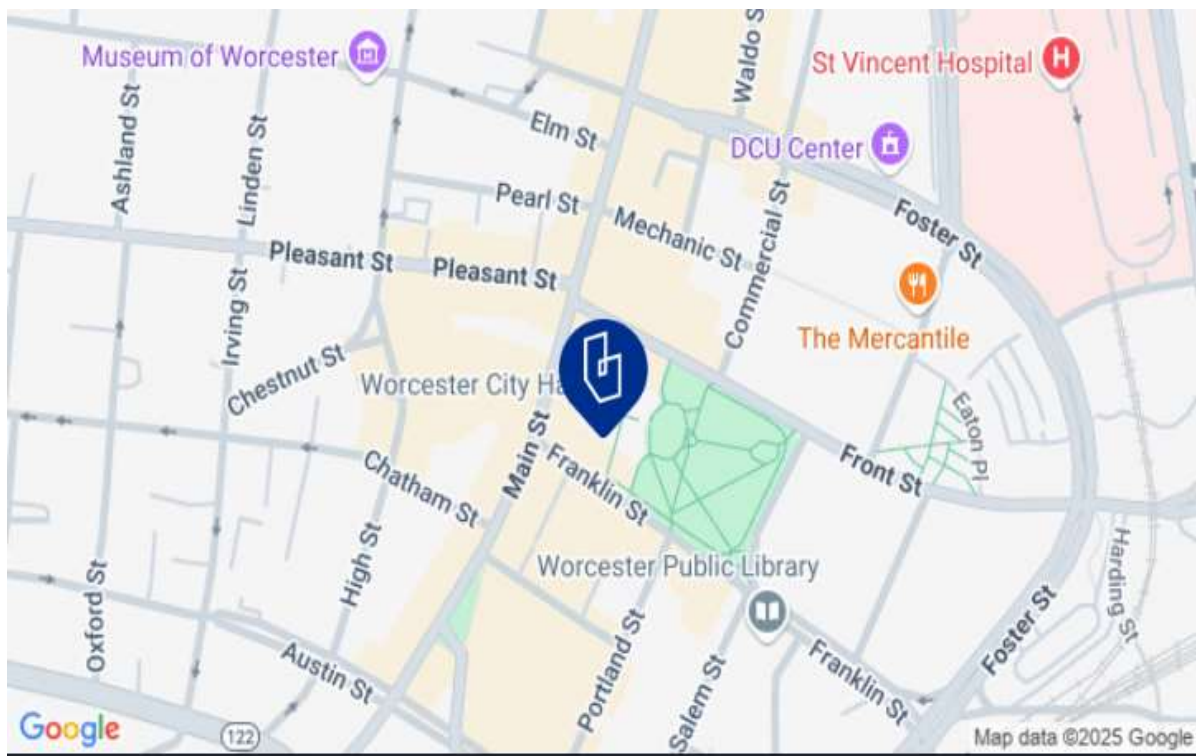 Museum of Worcester
Waldo S
St Vincent Hospital
H
Ashland St
Linden St
Elm St
DCU Center
Pearl St
Mechanic St
Commercial St
Foster St
Pleasant St
Pleasant St
Irving St
The Mercantile
Chestnut St
Worcester City Ha
Main St
Eaton Pl
Chatham St
Franklin St
Front St
Harding St
High St
Worcester Public Library
Oxford St
Portland St
Foster St
Austin St
Salem St
Franklin St
Google
122
Map data ©2025 Google